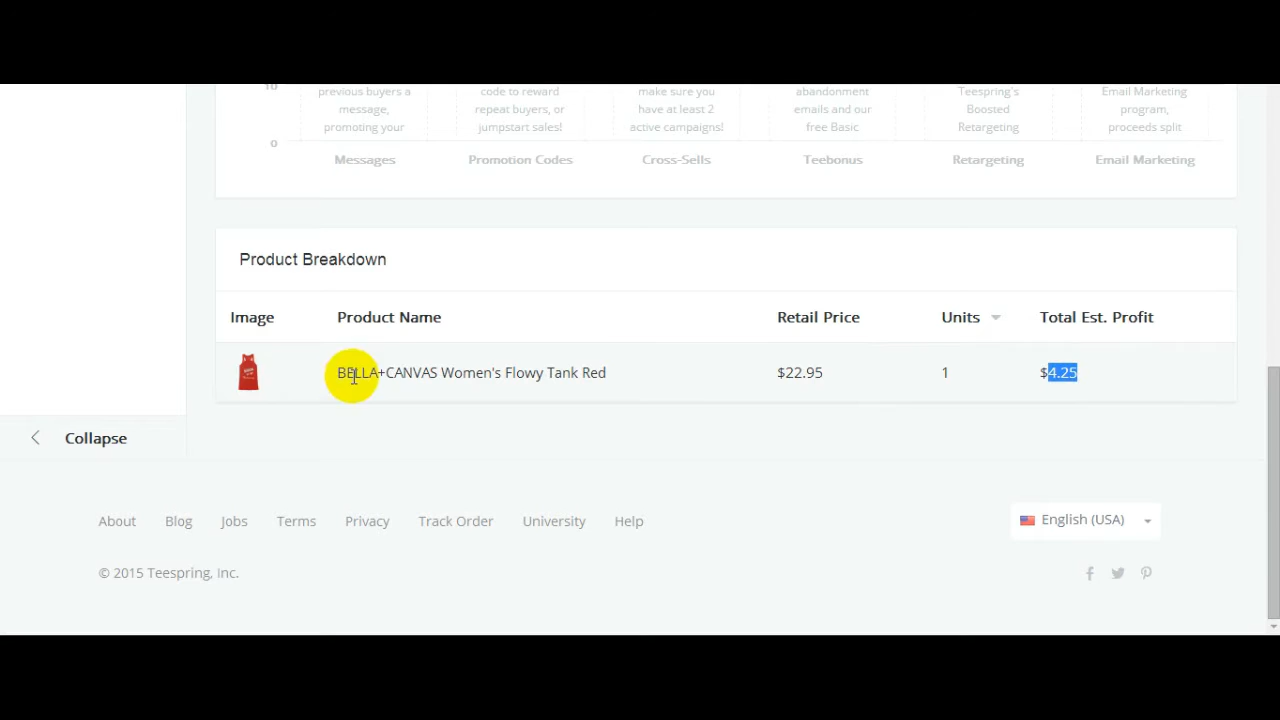 10
previous buyers a
message,
promoting your
code to reward
repeat buyers, or
jumpstart sales!
make sure you
have at least 2
active campaigns!
abandonment
emails and our
free Basic
Teespring's
Boosted
Retargeting
Email Marketing
program,
proceeds split
0
Messages Promotion Codes Cross-Sells Teebonus Retargeting Email Marketing
Product Breakdown
Image Product Name Retail Price Units Total Est. Profit
BELLA+CANVAS Women's Flowy Tank Red $22.95 1 $4.25
Collapse
About Blog Jobs Terms Privacy Track Order University Help
English (USA)
© 2015 Teespring, Inc.